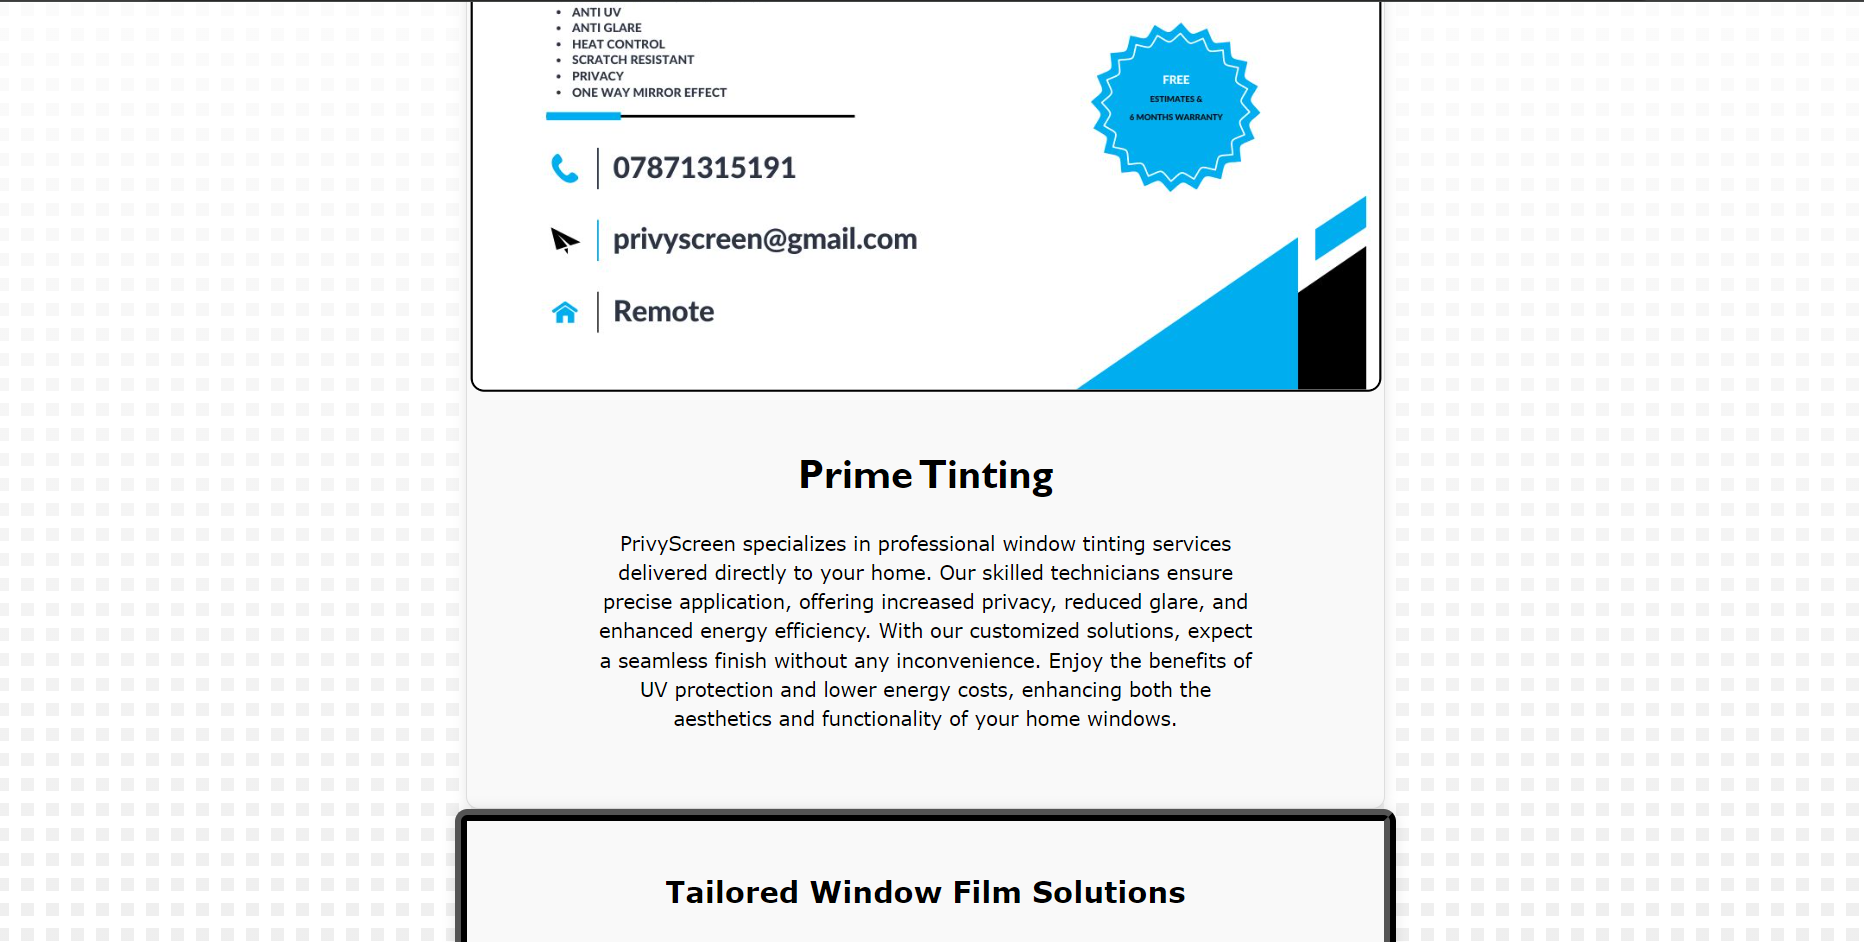 • ANTI UV
• ANTI GLARE
• HEAT CONTROL
• SCRATCH RESISTANT
• PRIVACY
• ONE WAY MIRROR EFFECT
FREE
ESTIMATES &
6 MONTHS WARRANTY
07871315191
privyscreen@gmail.com
Remote
Prime Tinting
PrivyScreen specializes in professional window tinting services
delivered directly to your home. Our skilled technicians ensure
precise application, offering increased privacy, reduced glare, and
enhanced energy efficiency. With our customized solutions, expect
a seamless finish without any inconvenience. Enjoy the benefits of
UV protection and lower energy costs, enhancing both the
aesthetics and functionality of your home windows.
Tailored Window Film Solutions